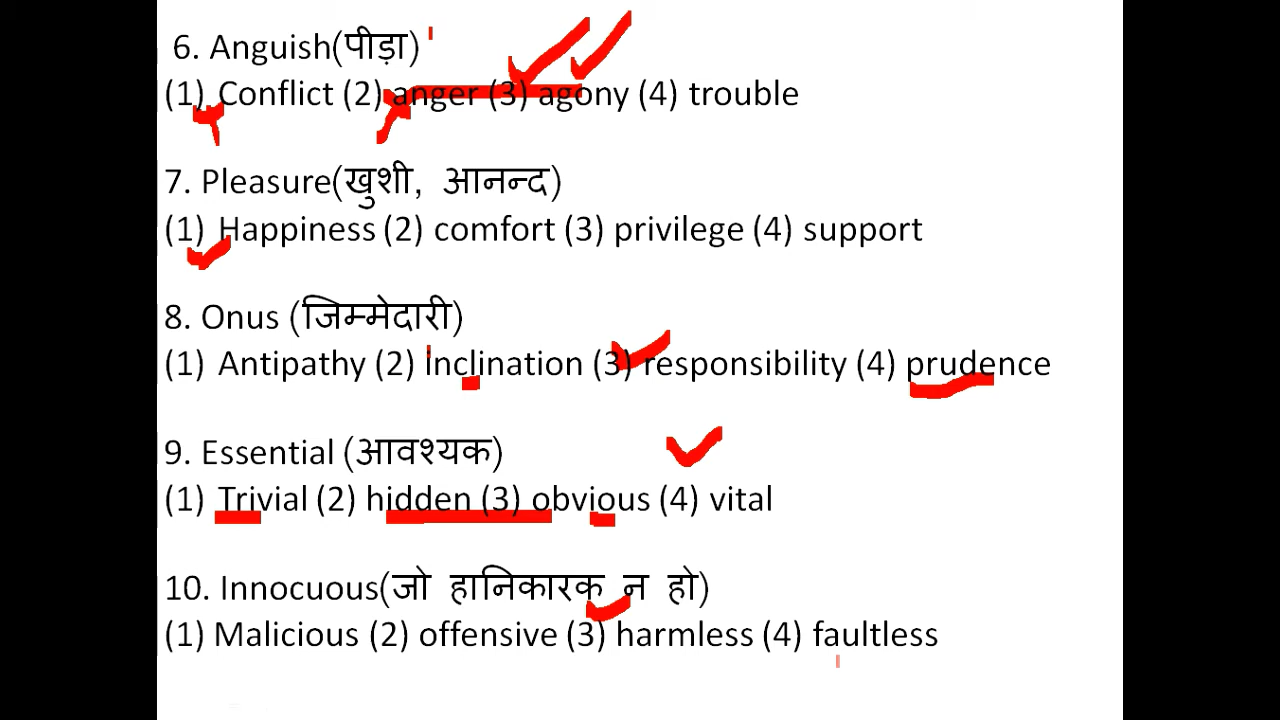 6. Anguish(पीड़ा)
(1) Conflict (2) anger (3) agony (4) trouble
7. Pleasure(खुशी, आनन्द)
(1) Happiness (2) comfort (3) privilege (4) support
8. Onus (जिम्मेदारी)
(1) Antipathy (2) inclination (3) responsibility (4) prudence
9. Essential (आवश्यक)
(1) Trivial (2) hidden (3) obvious (4) vital
10. Innocuous(जो हानिकारक न हो)
(1) Malicious (2) offensive (3) harmless (4) faultless